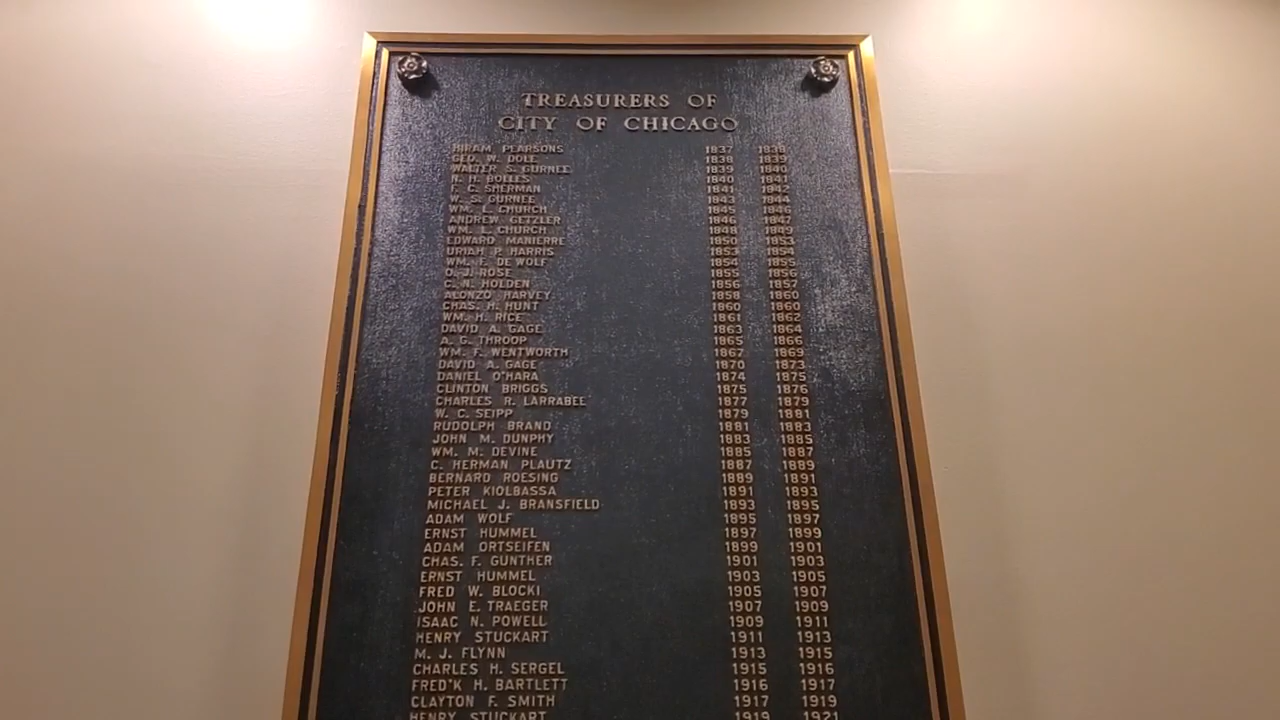 TREASURERS OF
CITY OF CHICAGO
HIRAM PEARSONS 1837 1838
GEO. W. DOLE 1838 1839
WALTER S. GURNEE 1839 1840
N. H. BOLLES 1840 1841
F. C. SHERMAN 1841 1842
W. S. GURNEE 1843 1844
WM. L. CHURCH 1845 1846
ANDREW GETZLER 1846 1847
WM. L. CHURCH 1848 1849
EDWARD MANIERRE 1850 1853
URIAH P. HARRIS 1853 1854
WM. F. DE WOLF 1854 1855
O. J. ROSE 1855 1856
C. N. HOLDEN 1856 1857
ALONZO HARVEY 1858 1860
CHAS. H. HUNT 1860 1860
WM. H. RICE 1861 1862
DAVID A. GAGE 1863 1864
A. G. THROOP 1865 1866
WM. F. WENTWORTH 1867 1869
DAVID A. GAGE 1870 1873
DANIEL O'HARA 1874 1875
CLINTON BRIGGS 1875 1876
CHARLES R. LARRABEE 1877 1879
W. C. SEIPP 1879 1881
RUDOLPH BRAND 1881 1883
JOHN M. DUNPHY 1883 1885
WM. M. DEVINE 1885 1887
C. HERMAN PLAUTZ 1887 1889
BERNARD ROESING 1889 1891
PETER KIOLBASSA 1891 1893
MICHAEL J. BRANSFIELD 1893 1895
ADAM WOLF 1895 1897
ERNST HUMMEL 1897 1899
ADAM ORTSEIFEN 1899 1901
CHAS. F. GUNTHER 1901 1903
ERNST HUMMEL 1903 1905
FRED W. BLOCKI 1905 1907
JOHN E. TRAEGER 1907 1909
ISAAC N. POWELL 1909 1911
HENRY STUCKART 1911 1913
M. J. FLYNN 1913 1915
CHARLES H. SERGEL 1915 1916
FRED'K H. BARTLETT 1916 1917
CLAYTON F. SMITH 1917 1919
HENRY STUCKART 1919 1921